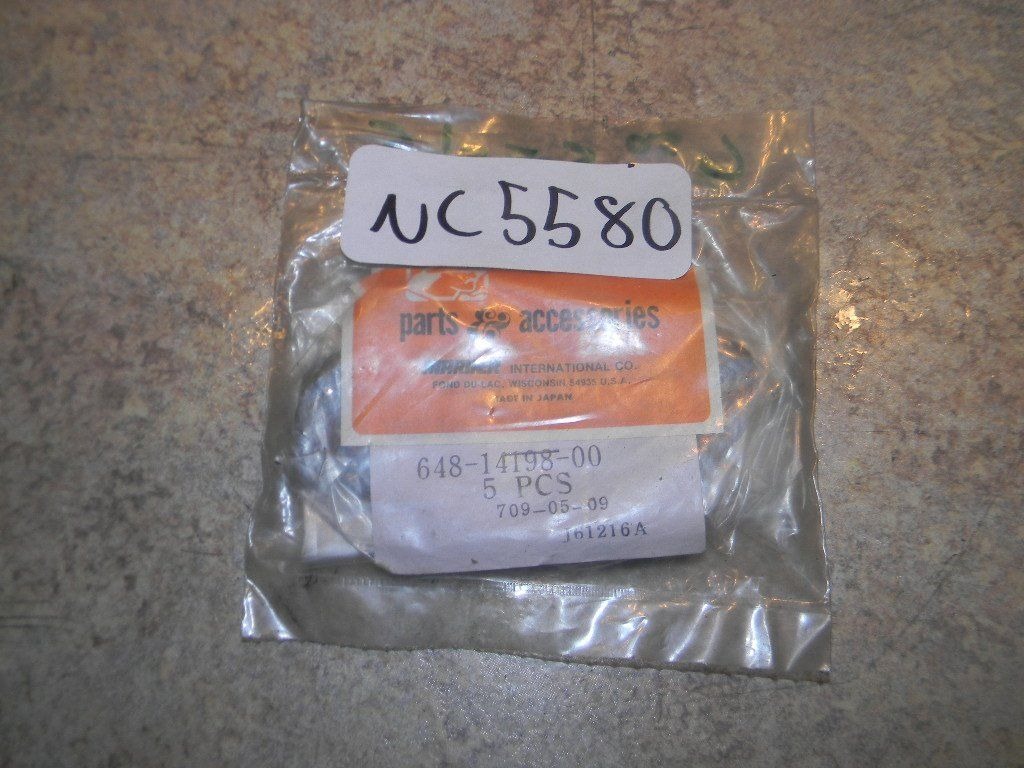 NC5580
parts & accessories
MARINER INTERNATIONAL CO.
FOND DU LAC, WISCONSIN 54935 U.S.A.
MADE IN JAPAN
648-14198-00
5 PCS
709-05-09
J61216A